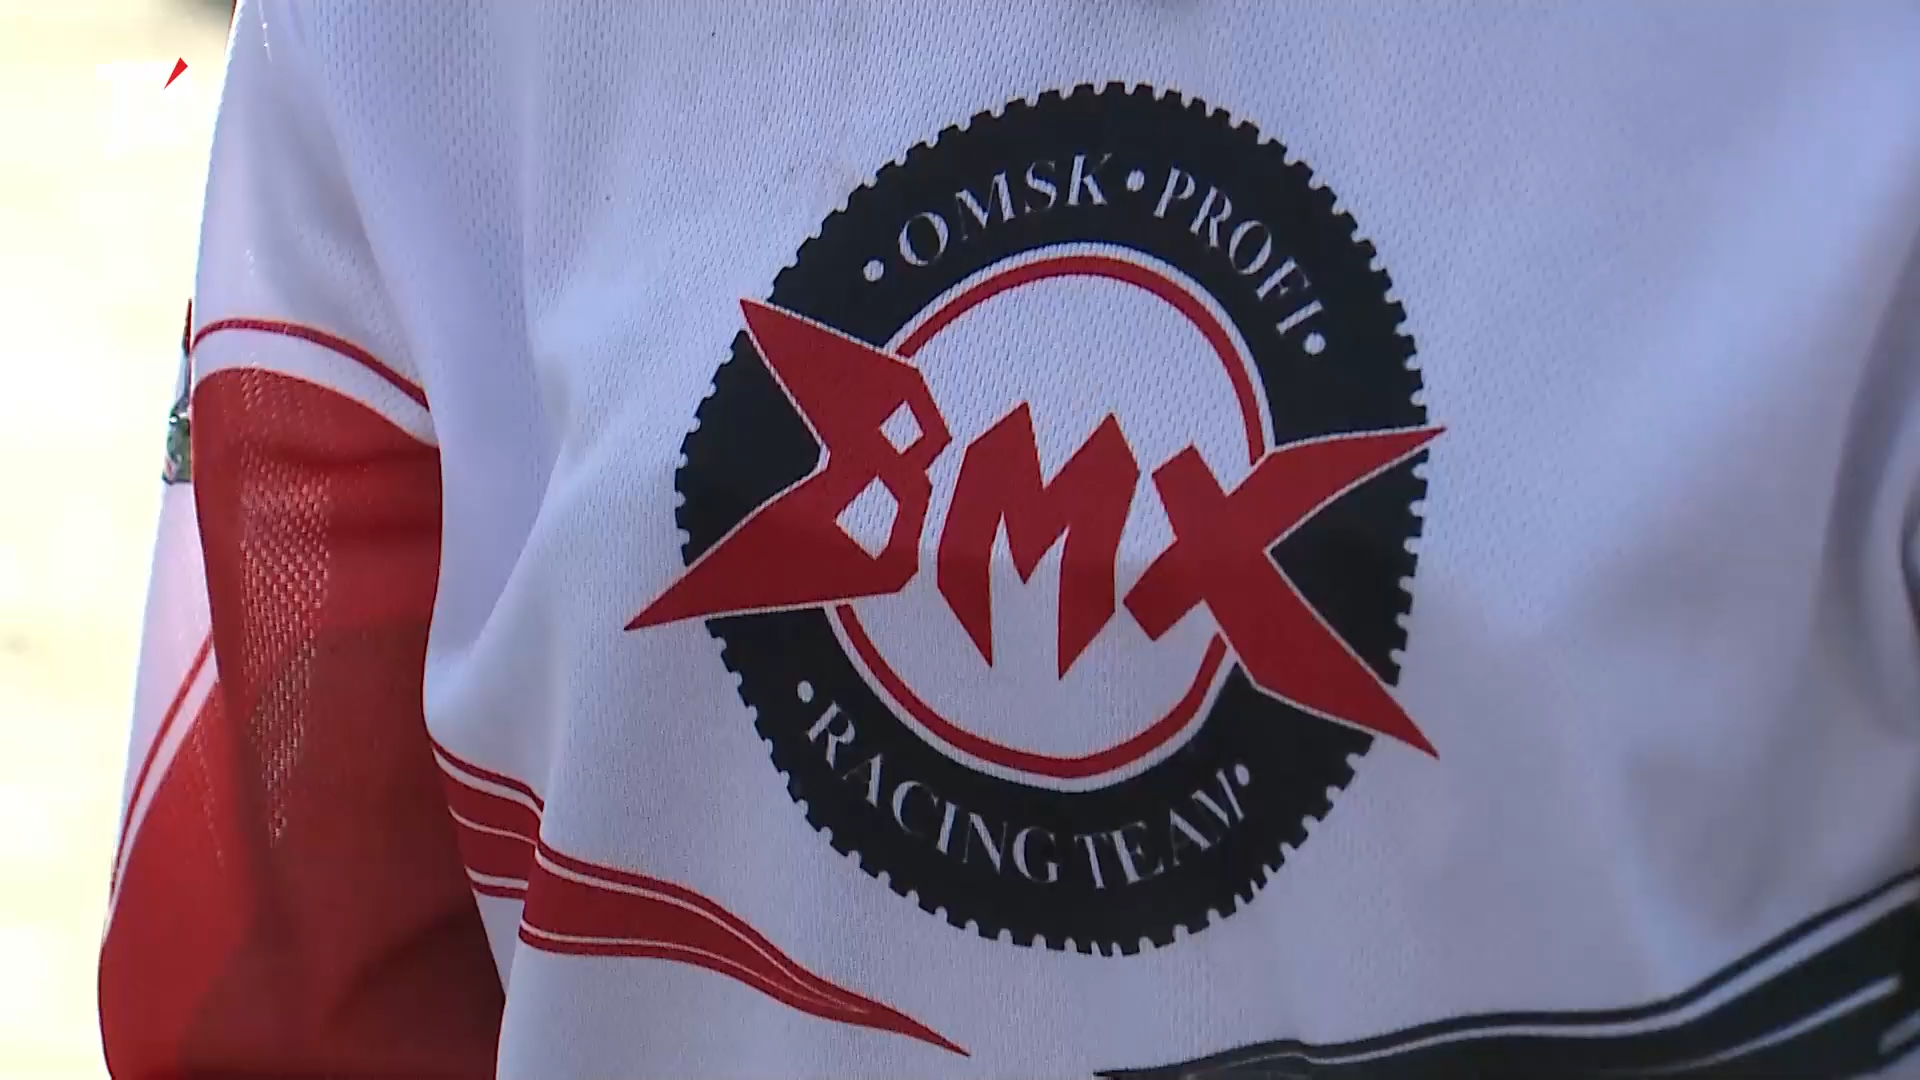 •OMSK•PROFI•
BMX
•RACING TEAM•